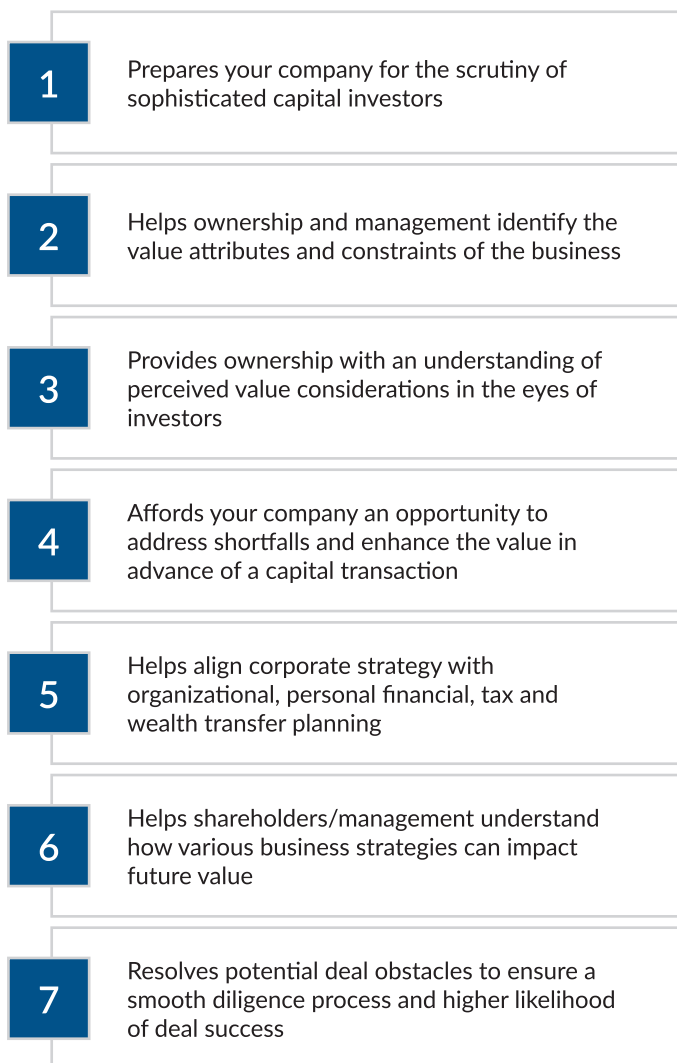 1
Prepares your company for the scrutiny of
sophisticated capital investors
2
Helps ownership and management identify the
value attributes and constraints of the business
3
Provides ownership with an understanding of
perceived value considerations in the eyes of
investors
4
Affords your company an opportunity to
address shortfalls and enhance the value in
advance of a capital transaction
5
Helps align corporate strategy with
organizational, personal financial, tax and
wealth transfer planning
6
Helps shareholders/management understand
how various business strategies can impact
future value
7
Resolves potential deal obstacles to ensure a
smooth diligence process and higher likelihood
of deal success